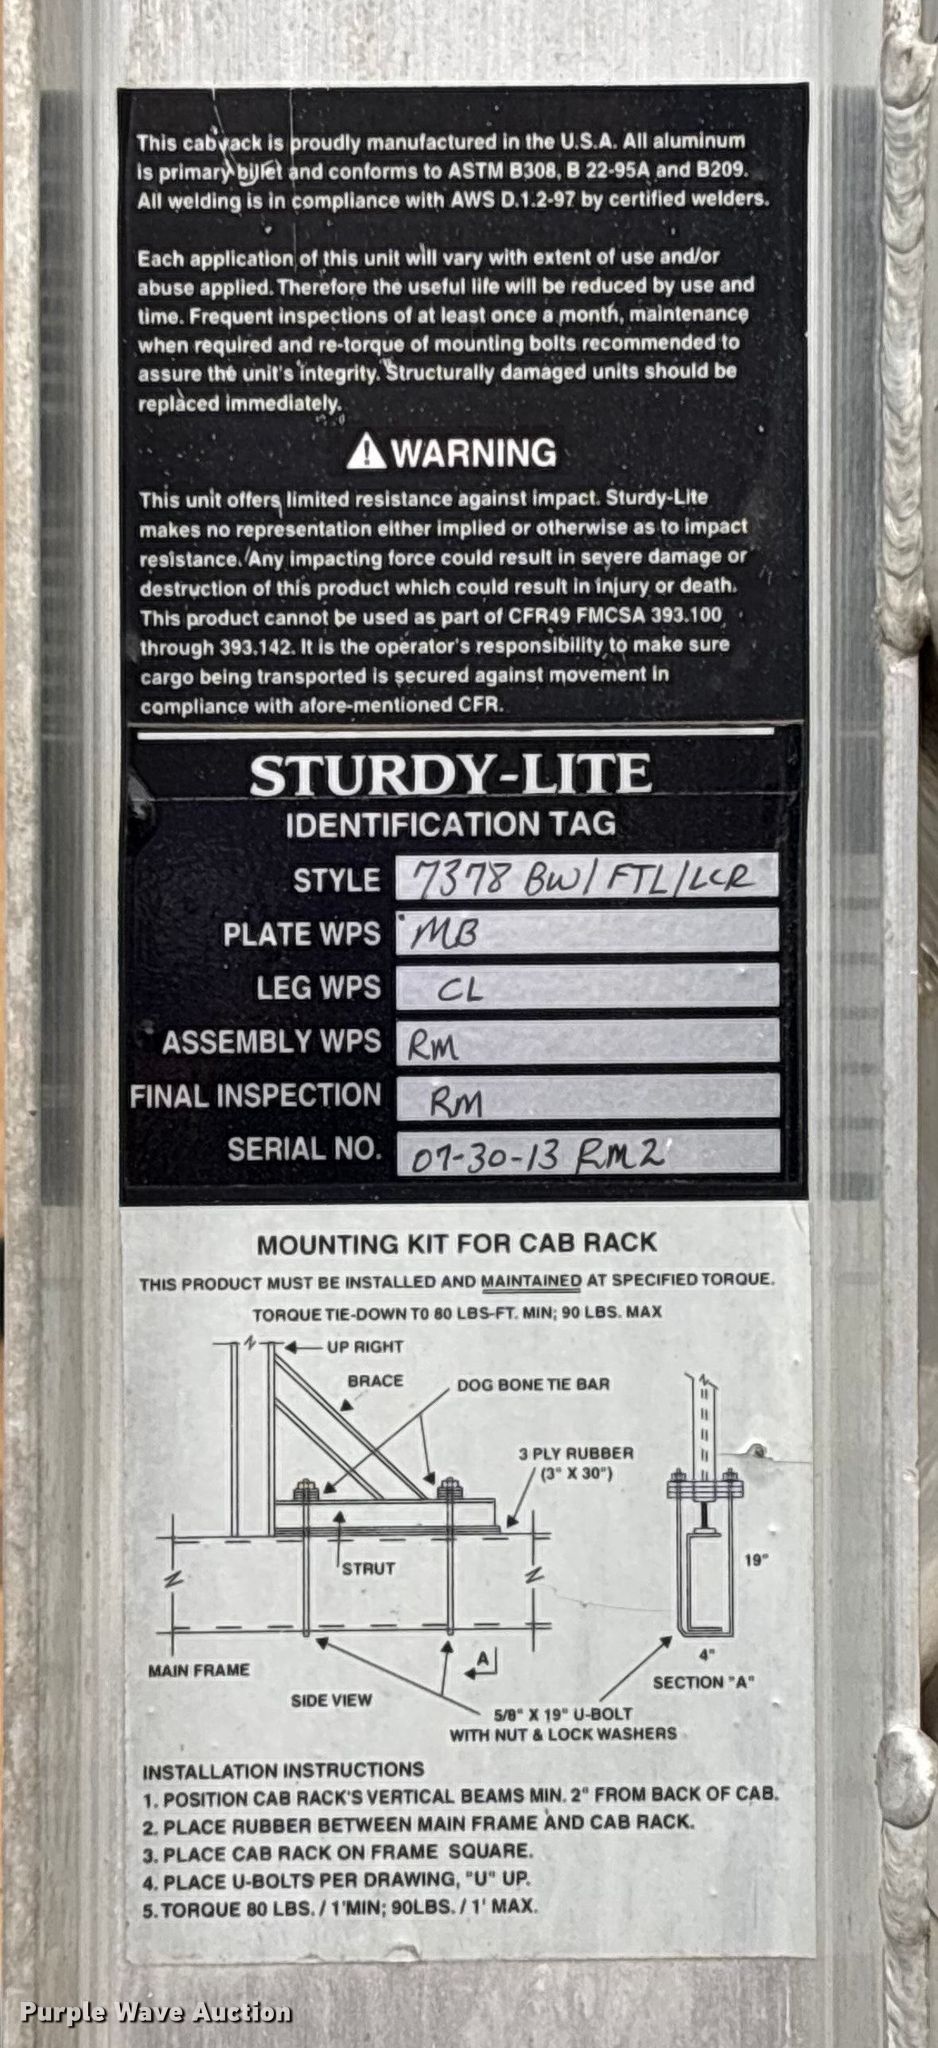 This cab rack is proudly manufactured in the U.S.A. All aluminum
is primary billet and conforms to ASTM B308, B 22-95A and B209.
All welding is in compliance with AWS D.1.2-97 by certified welders.
Each application of this unit will vary with extent of use and/or
abuse applied. Therefore the useful life will be reduced by use and
time. Frequent inspections of at least once a month, maintenance
when required and re-torque of mounting bolts recommended to
assure the unit's integrity. Structurally damaged units should be
replaced immediately.
WARNING
This unit offers limited resistance against impact. Sturdy-Lite
makes no representation either implied or otherwise as to impact
resistance. Any impacting force could result in severe damage or
destruction of this product which could result in injury or death.
This product cannot be used as part of CFR49 FMCSA 393.100
through 393.142. It is the operator's responsibility to make sure
cargo being transported is secured against movement in
compliance with afore-mentioned CFR.
STURDY-LITE
IDENTIFICATION TAG
STYLE 7378 BW/FTL/LCR
PLATE WPS MB
LEG WPS CL
ASSEMBLY WPS RM
FINAL INSPECTION RM
SERIAL NO. 07-30-13 RM2
MOUNTING KIT FOR CAB RACK
THIS PRODUCT MUST BE INSTALLED AND MAINTAINED AT SPECIFIED TORQUE.
TORQUE TIE-DOWN TO 80 LBS-FT. MIN; 90 LBS. MAX
UP RIGHT
BRACE
DOG BONE TIE BAR
3 PLY RUBBER
(3" X 30")
STRUT
19"
4"
MAIN FRAME
A
SECTION "A"
SIDE VIEW
5/8" X 19" U-BOLT
WITH NUT & LOCK WASHERS
INSTALLATION INSTRUCTIONS
1. POSITION CAB RACK'S VERTICAL BEAMS MIN. 2" FROM BACK OF CAB.
2. PLACE RUBBER BETWEEN MAIN FRAME AND CAB RACK.
3. PLACE CAB RACK ON FRAME SQUARE.
4. PLACE U-BOLTS PER DRAWING, "U" UP.
5. TORQUE 80 LBS. / 1'MIN; 90LBS. / 1' MAX.
Purple Wave Auction